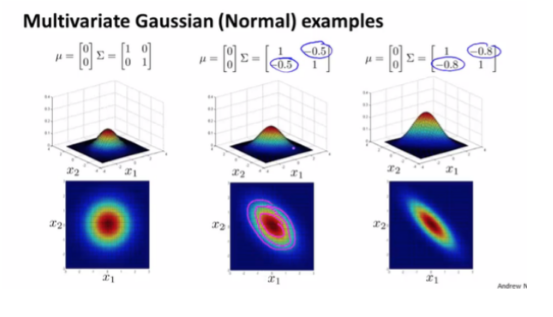 Multivariate Gaussian (Normal) examples
μ = [0 0] Σ = [1 0 0 1]
μ = [0 0] Σ = [1 -0.5 -0.5 1]
μ = [0 0] Σ = [1 -0.8 -0.8 1]
x2 x1
x2 x1
x2 x1
x2
x1
x2
x1
x2
x1
Andrew N